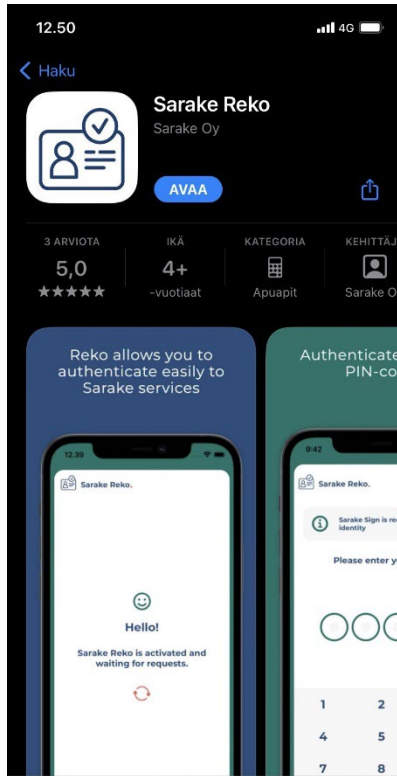 12.50
4G
Haku
Sarake Reko
Sarake Oy
AVAA
3 ARVIOTA
IKÄ
KATEGORIA
KEHITTÄJ
5,0
4+
-vuotiaat
Apuapit
Sarake O
Reko allows you to
authenticate easily to
Sarake services
12.39
Sarake Reko.
Hello!
Sarake Reko is activated and
waiting for requests.
Authenticate
PIN-co
9:42
Sarake Reko.
Sarake Sign is re
identity
Please enter y
1 2
4 5
7 8